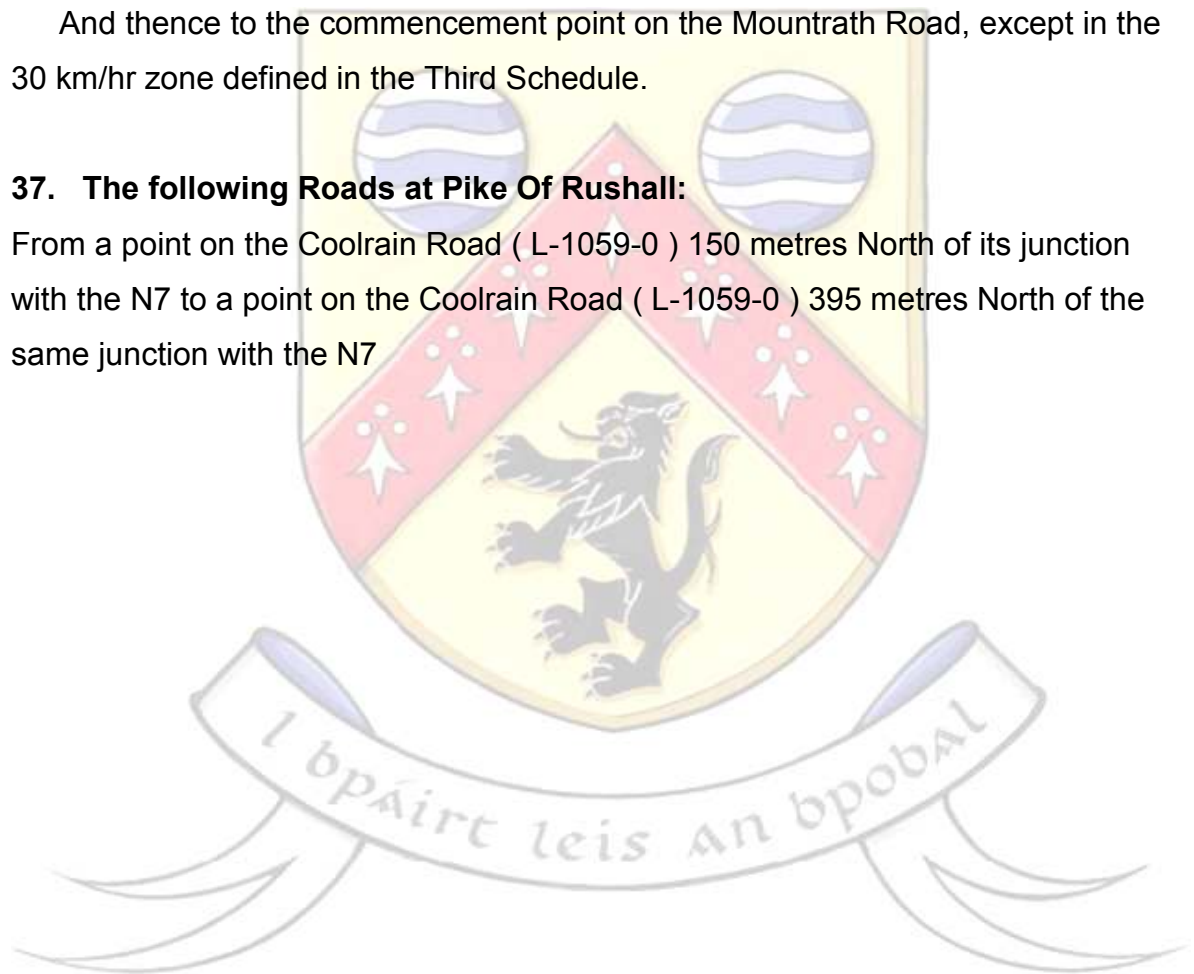 And thence to the commencement point on the Mountrath Road, except in the
30 km/hr zone defined in the Third Schedule.
37. The following Roads at Pike Of Rushall:
From a point on the Coolrain Road ( L-1059-0 ) 150 metres North of its junction
with the N7 to a point on the Coolrain Road ( L-1059-0 ) 395 metres North of the
same junction with the N7
I bpáirt leis an bpobal